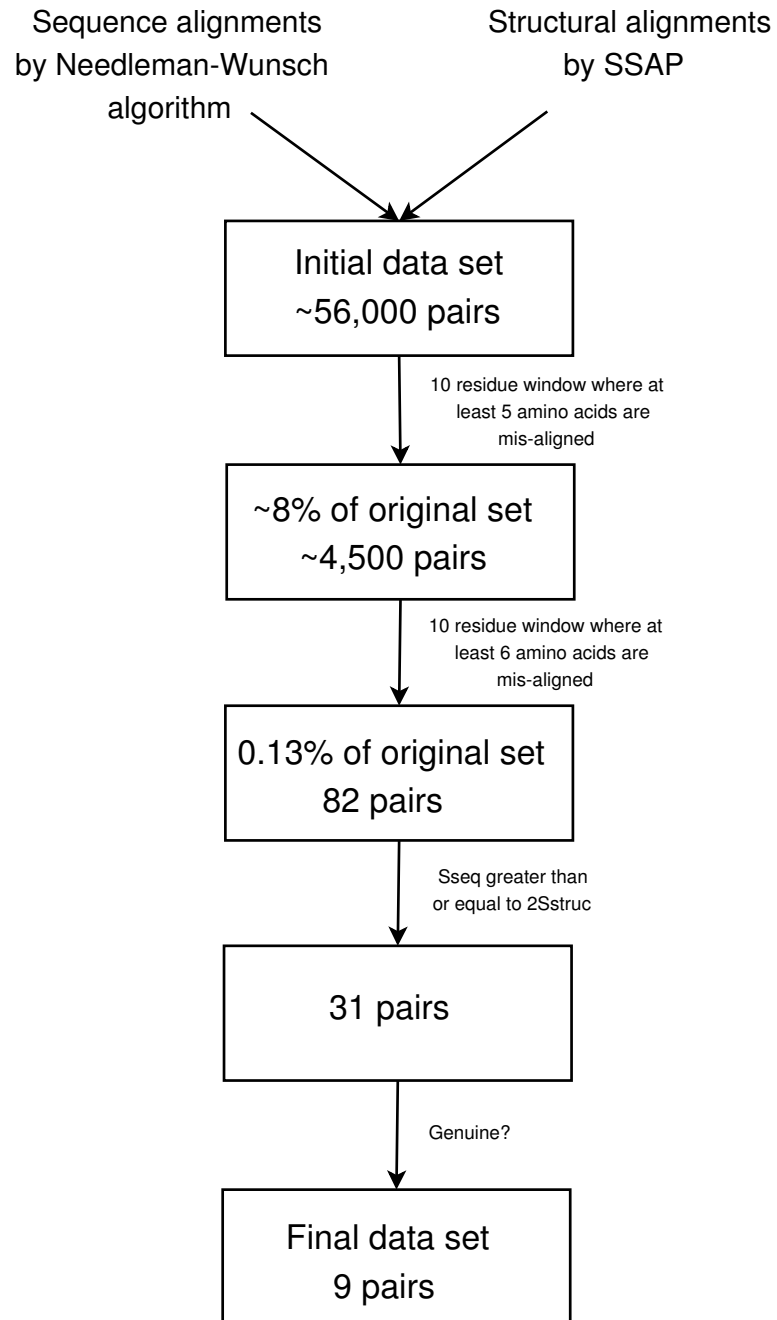 Sequence alignments
by Needleman-Wunsch
algorithm
Structural alignments
by SSAP
Initial data set
~56,000 pairs
10 residue window where at
least 5 amino acids are
mis-aligned
~8% of original set
~4,500 pairs
10 residue window where at
least 6 amino acids are
mis-aligned
0.13% of original set
82 pairs
Sseq greater than
or equal to 2Sstruc
31 pairs
Genuine?
Final data set
9 pairs